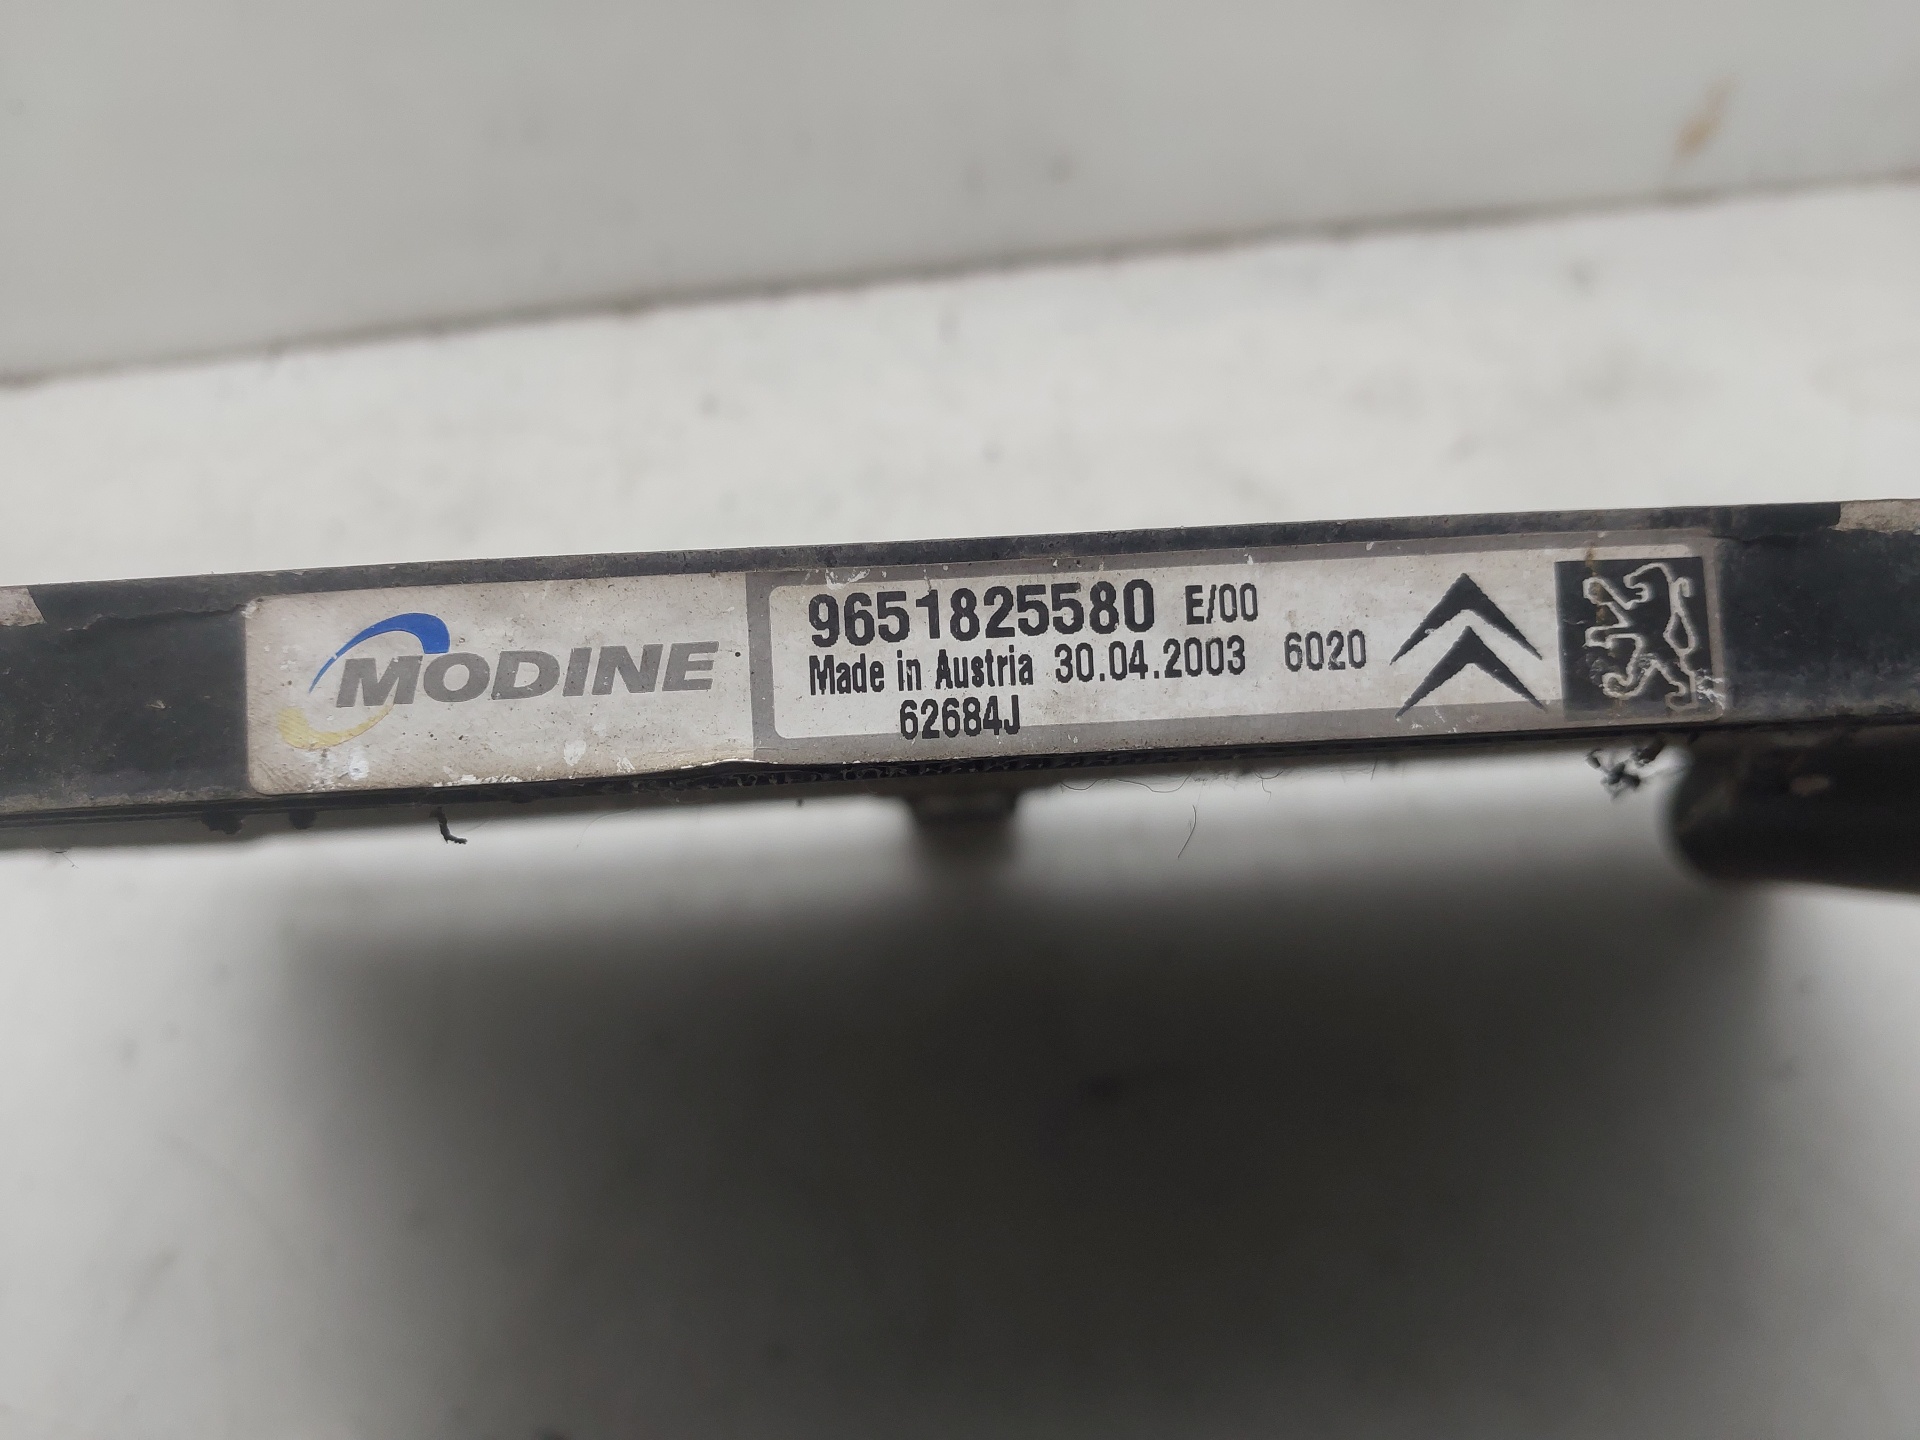 MODINE
9651825580 E/00
Made in Austria 30.04.2003 6020
62684J